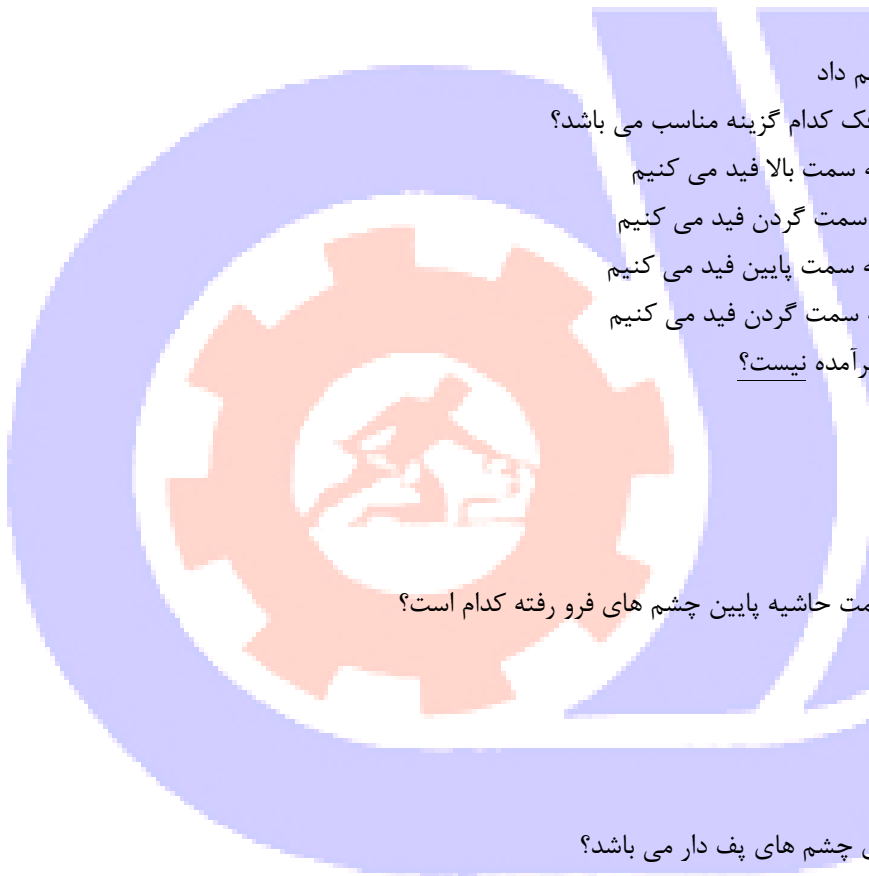 داد
کدام گزینه مناسب می باشد؟
سمت بالا فید می کنیم
سمت گردن فید می کنیم
سمت پایین فید می کنیم
سمت گردن فید می کنیم
نیست؟
حاشیه پایین چشم های فرو رفته کدام است؟
چشم های پف دار می باشد؟